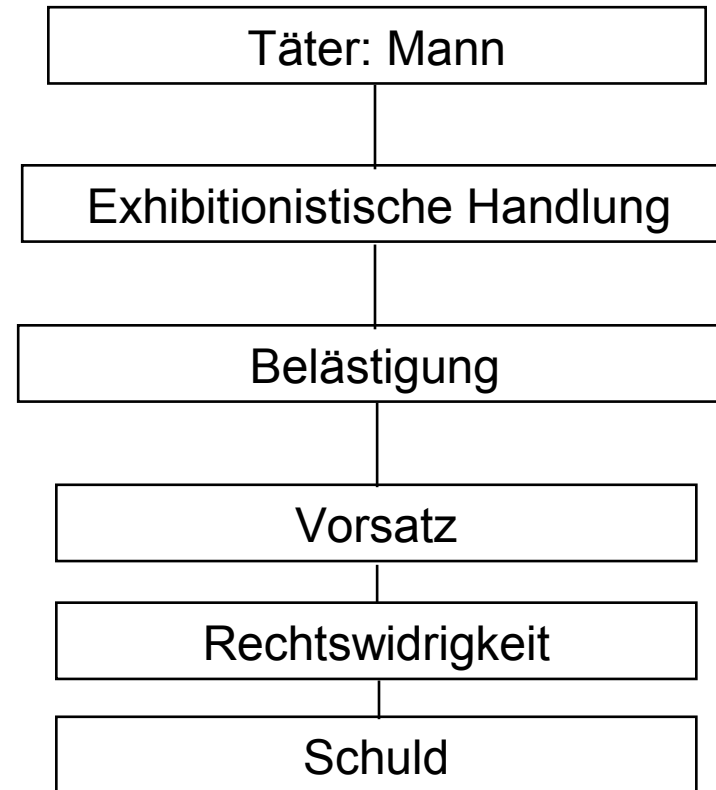 Täter: Mann
Exhibitionistische Handlung
Belästigung
Vorsatz
Rechtswidrigkeit
Schuld